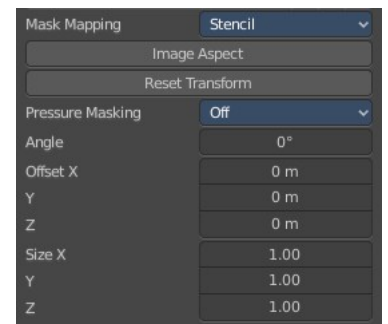 Mask Mapping Stencil
Image Aspect
Reset Transform
Pressure Masking Off
Angle 0°
Offset X 0 m
Y 0 m
Z 0 m
Size X 1.00
Y 1.00
Z 1.00